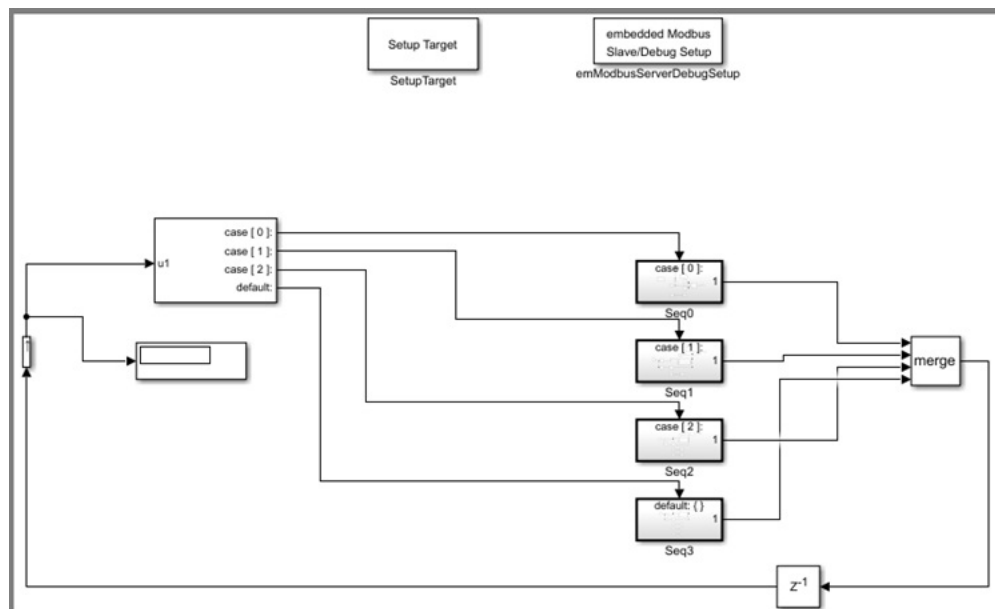 Setup Target
SetupTarget
embedded Modbus
Slave/Debug Setup
emModbusServerDebugSetup
u1
case [ 0 ]:
case [ 1 ]:
case [ 2 ]:
default:
case [ 0 ]:
1
Seq0
case [ 1 ]:
1
Seq1
case [ 2 ]:
1
Seq2
default: { }
1
Seq3
merge
Z-1